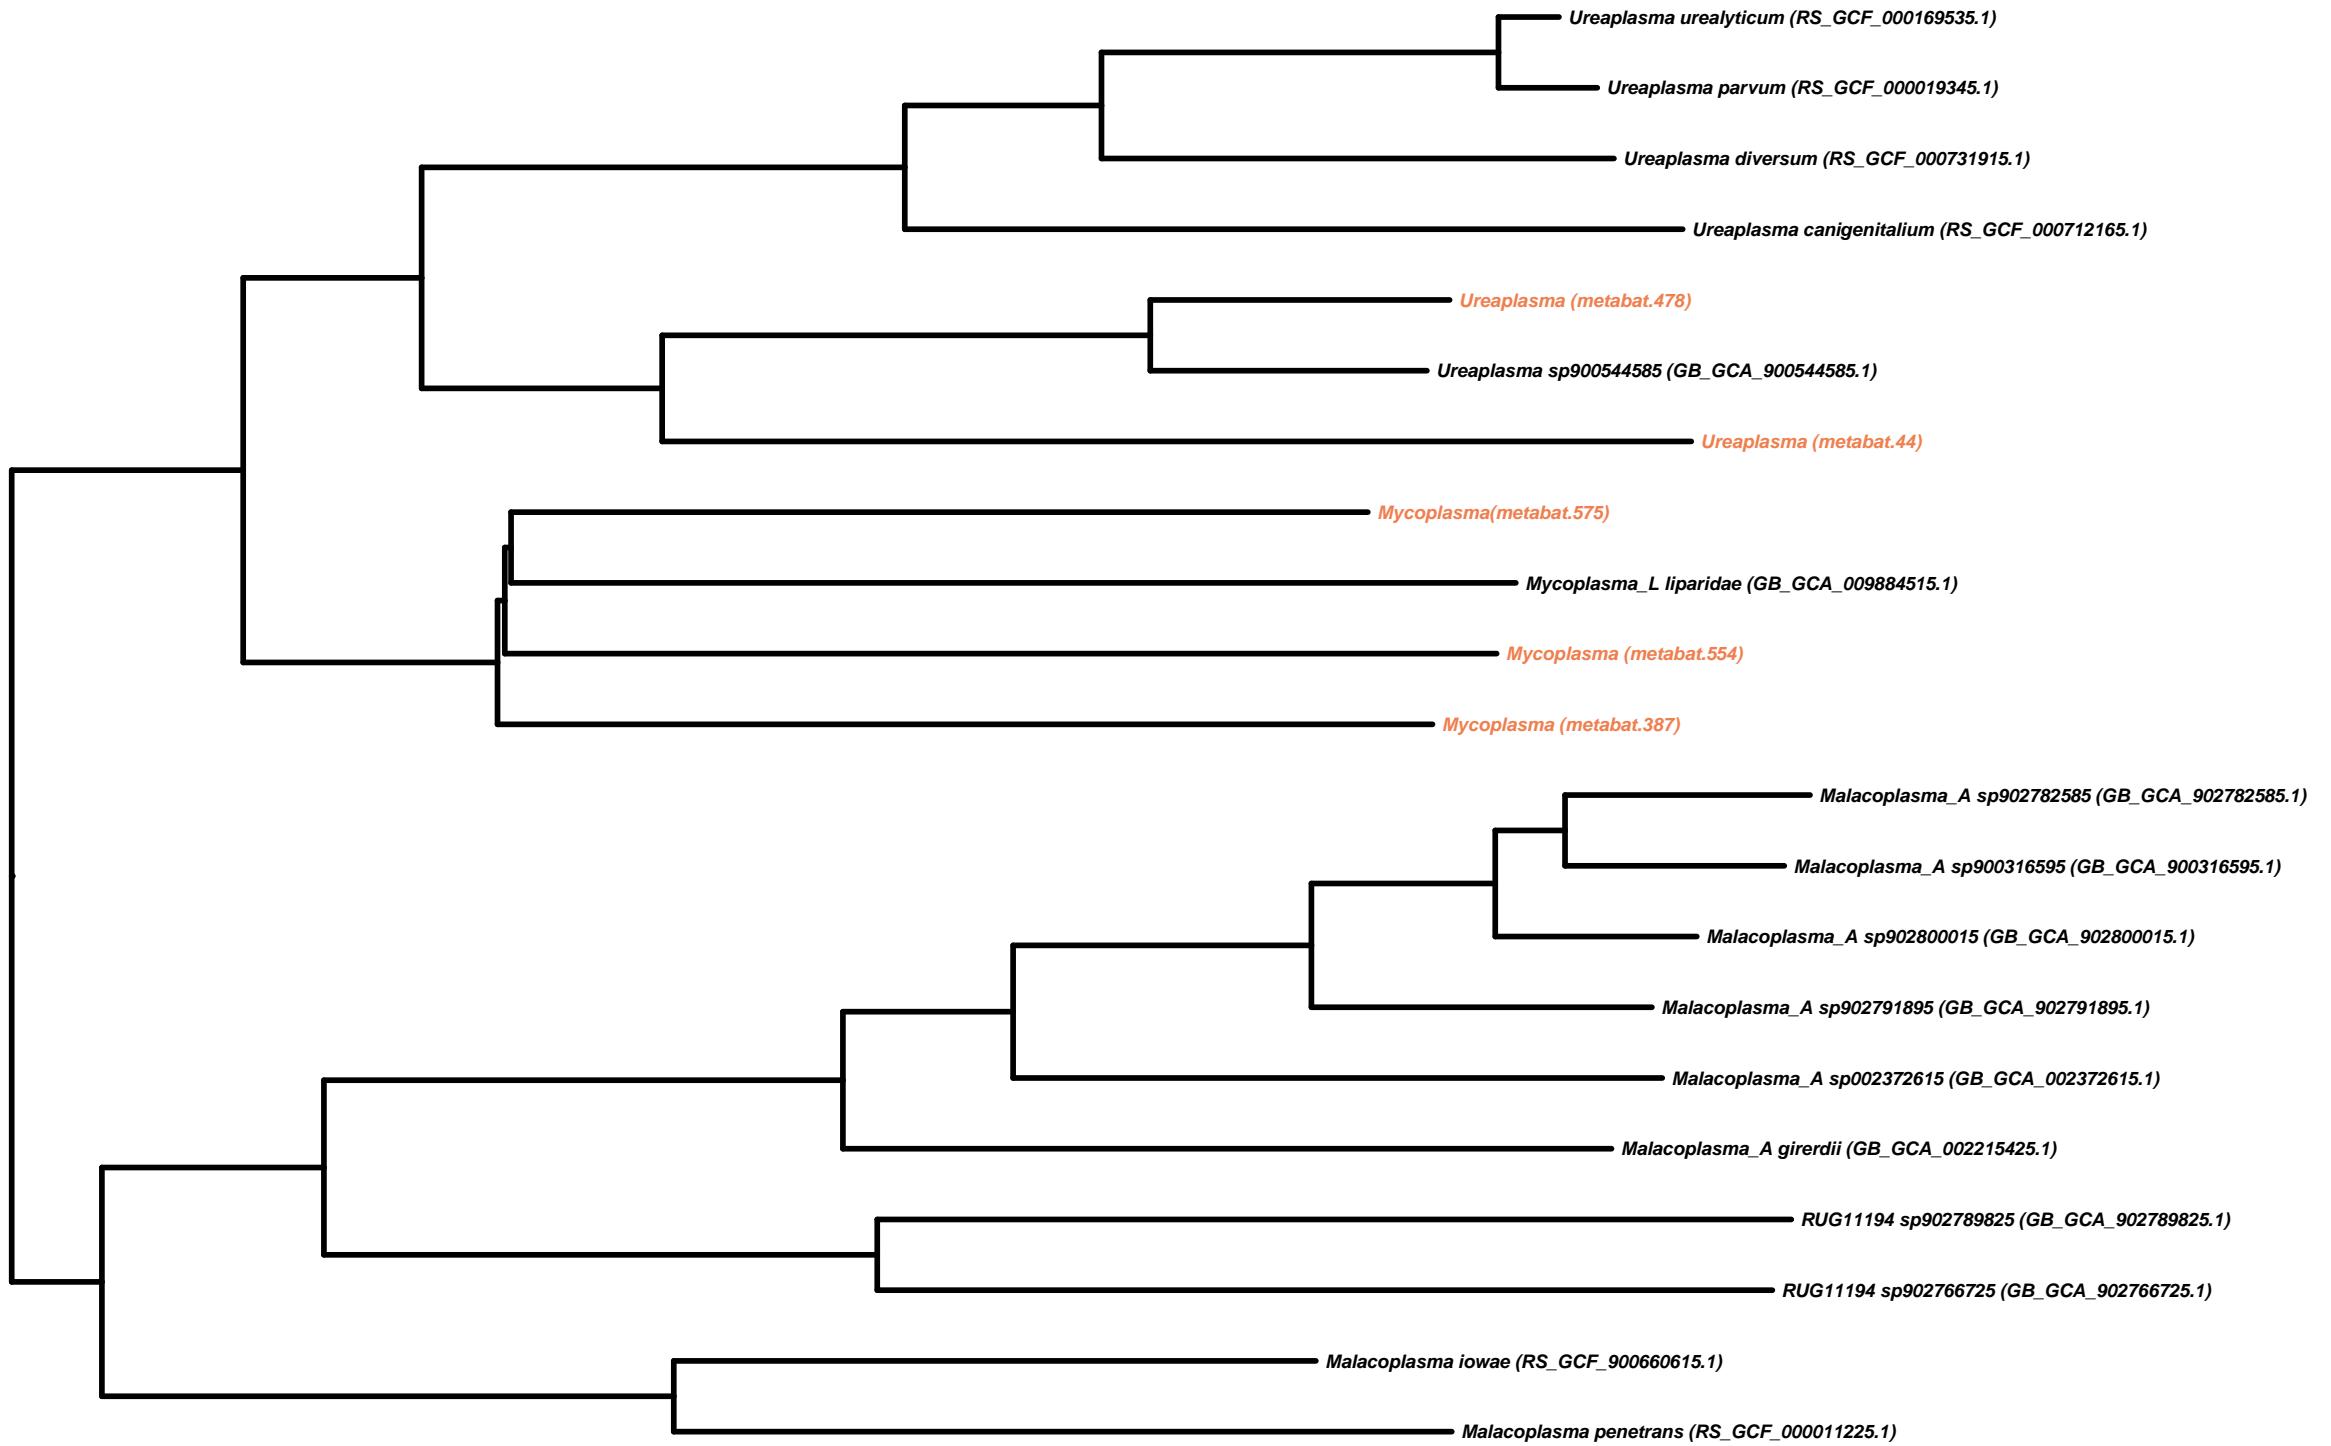 Ureaplasma urealyticum (RS_GCF_000169535.1)
Ureaplasma parvum (RS_GCF_000019345.1)
Ureaplasma diversum (RS_GCF_000731915.1)
Ureaplasma canigenitalium (RS_GCF_000712165.1)
Ureaplasma (metabat.478)
Ureaplasma sp900544585 (GB_GCA_900544585.1)
Ureaplasma (metabat.44)
Mycoplasma(metabat.575)
Mycoplasma_L liparidae (GB_GCA_009884515.1)
Mycoplasma (metabat.554)
Mycoplasma (metabat.387)
Malacoplasma_A sp902782585 (GB_GCA_902782585.1)
Malacoplasma_A sp900316595 (GB_GCA_900316595.1)
Malacoplasma_A sp902800015 (GB_GCA_902800015.1)
Malacoplasma_A sp902791895 (GB_GCA_902791895.1)
Malacoplasma_A sp002372615 (GB_GCA_002372615.1)
Malacoplasma_A girerdii (GB_GCA_002215425.1)
RUG11194 sp902789825 (GB_GCA_902789825.1)
RUG11194 sp902766725 (GB_GCA_902766725.1)
Malacoplasma iowae (RS_GCF_900660615.1)
Malacoplasma penetrans (RS_GCF_000011225.1)